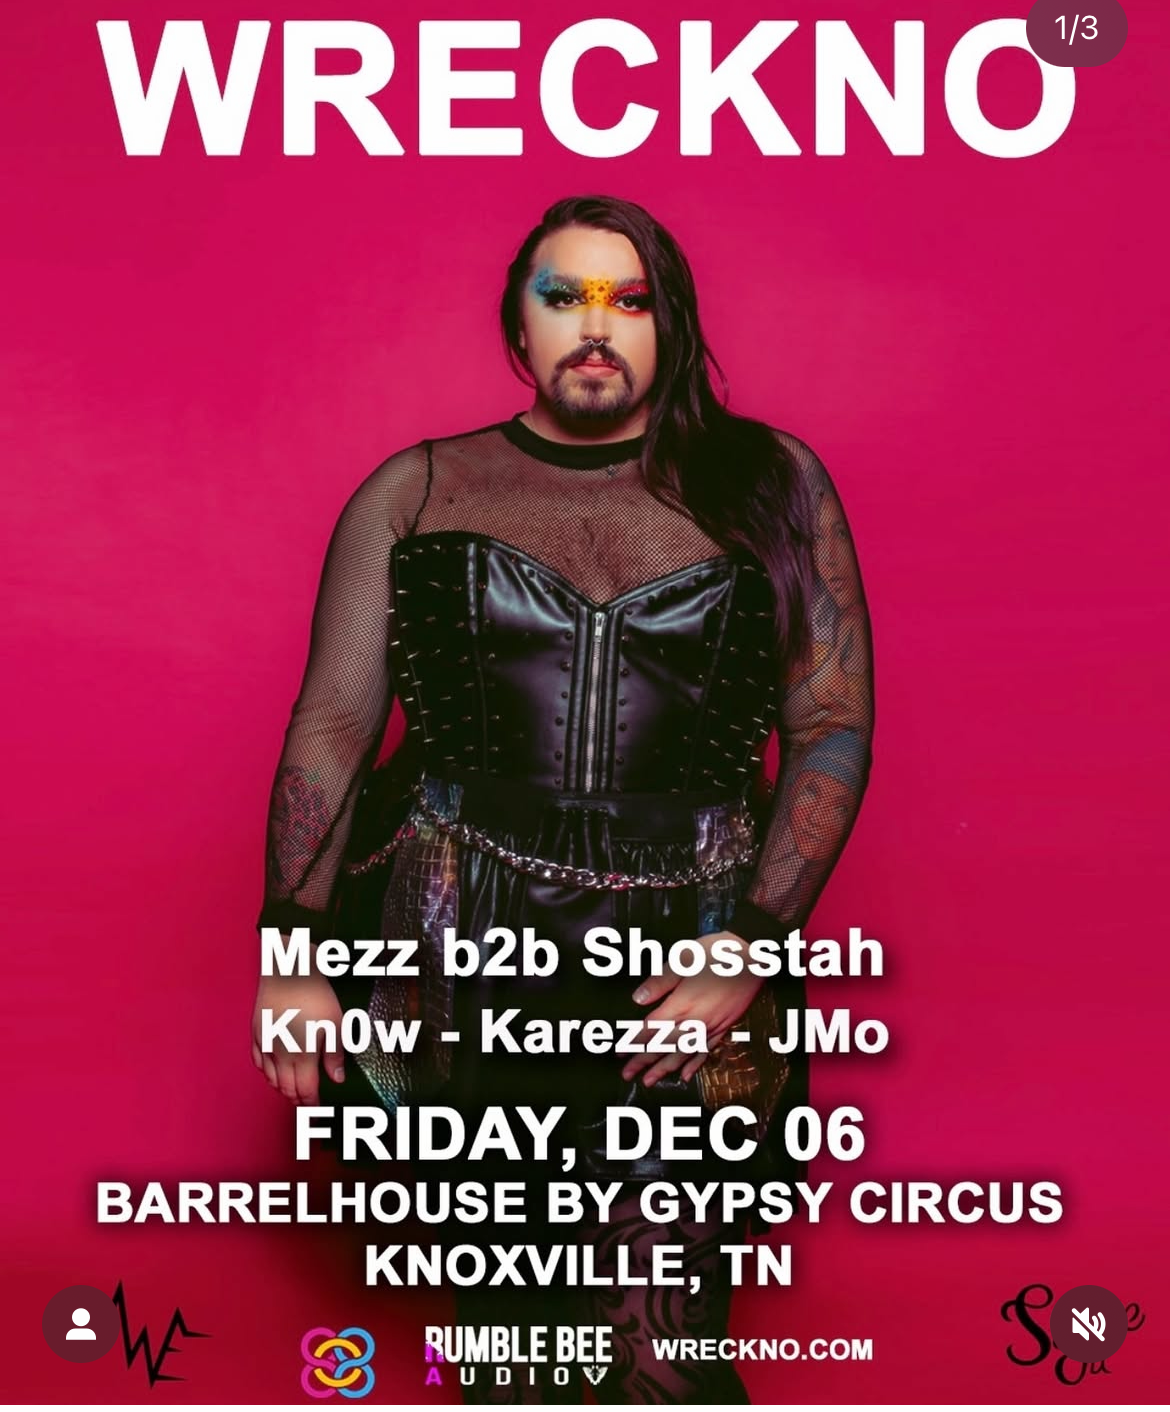 WRECKNO
1/3
Mezz b2b Shosstah
Kn0w - Karezza - JMo
FRIDAY, DEC 06
BARRELHOUSE BY GYPSY CIRCUS
KNOXVILLE, TN
WE
RUMBLE BEE
AUDIO
WRECKNO.COM